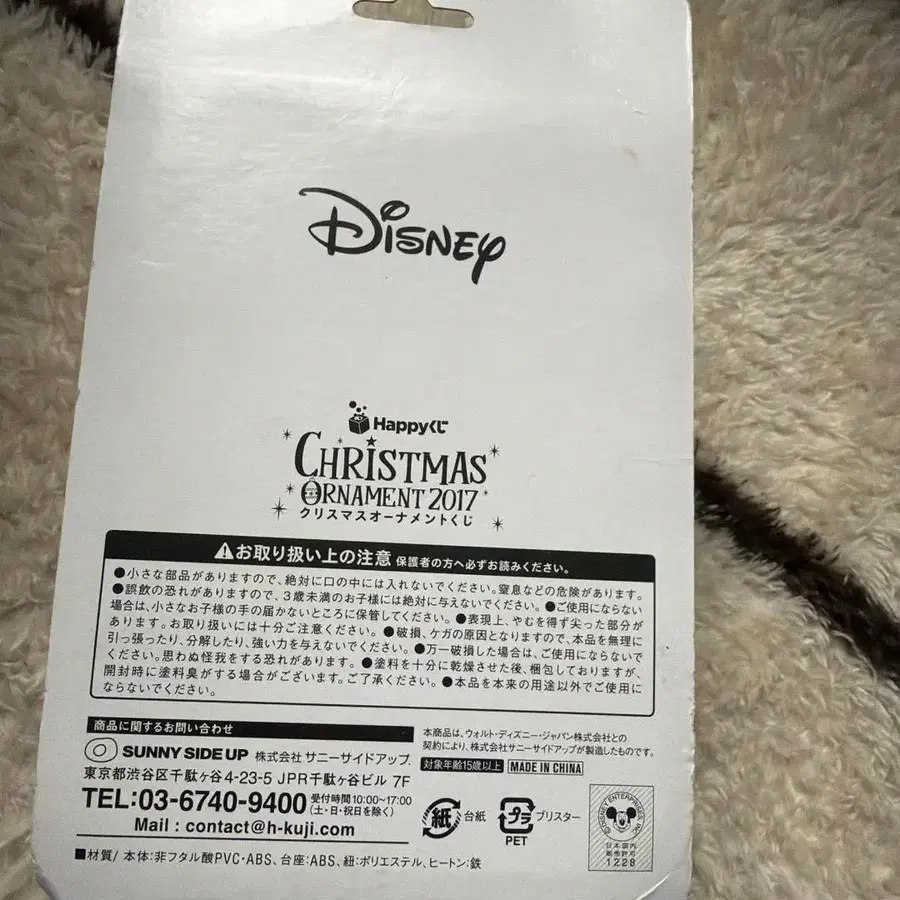 Disney
Happyくじ
CHRISTMAS
ORNAMENT 2017
クリスマスオーナメントくじ
お取り扱い上の注意 保護者の方へ必ずお読みください。
●小さな部品がありますので、絶対に口の中には入れないでください。窒息などの危険があります。
●誤飲の恐れがありますので、3歳未満のお子様には絶対に与えないでください。●ご使用にならない
場合は、小さなお子様の手の届かないところに保管してください。●表現上、やむを得ず尖った部分が
あります。お取り扱いには十分ご注意ください。●破損、ケガの原因となりますので、本品を無理に
引っ張ったり、分解したり、強い力を与えないでください。●万一破損した場合は、ご使用にならないで
ください。思わぬ怪我をする恐れがあります。●塗料を十分に乾燥させた後、梱包しておりますが、
開封時に塗料臭がする場合がございます。ご了承ください。●本品を本来の用途以外でご使用に
ならないでください。
商品に関するお問い合わせ
SUNNY SIDE UP 株式会社 サニーサイドアップ
東京都渋谷区千駄ヶ谷4-23-5 JPR千駄ヶ谷ビル 7F
TEL:03-6740-9400 受付時間10:00~17:00
(土・日・祝日を除く)
Mail : contact@h-kuji.com
本商品は、ウォルト・ディズニー・ジャパン株式会社との
契約により、株式会社サニーサイドアップが製造したものです。
対象年齢15歳以上 MADE IN CHINA
紙 台紙 プラ ブリスター
PET
©DISNEY ENTERPRISES, INC.
日本国内
販売許可
1228
■材質/ 本体:非フタル酸PVC・ABS、台座:ABS、紐:ポリエステル、ヒートン:鉄